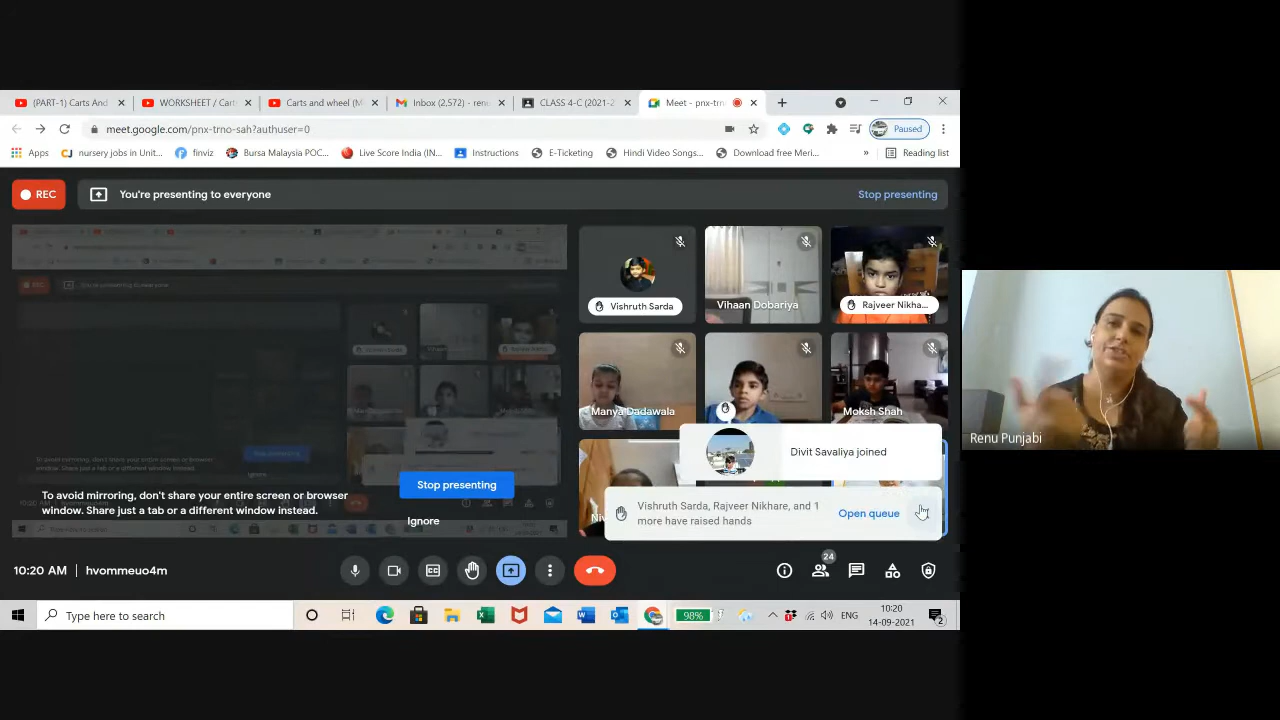 (PART-1) Carts And
WORKSHEET / Cart
Carts and wheel (M
Inbox (2,572) - renu
CLASS 4-C (2021-2
Meet - pnx-trn
meet.google.com/pnx-trno-sah?authuser=0
Paused
Apps
nursery jobs in Unit...
finviz
Bursa Malaysia POC...
Live Score India (IN...
Instructions
E-Ticketing
Hindi Video Songs...
Download free Meri...
»
Reading list
REC
You're presenting to everyone
Stop presenting
Vishruth Sarda
Vihaan Dobariya
Rajveer Nikha...
Manya Dadawala
Moksh Shah
Divit Savaliya joined
Vishruth Sarda, Rajveer Nikhare, and 1
more have raised hands
Open queue
To avoid mirroring, don't share your entire screen or browser
window. Share just a tab or a different window instead.
Stop presenting
Ignore
Renu Punjabi
10:20 AM | hvommeuo4m
24
Type here to search
98%
ENG
10:20
14-09-2021
2